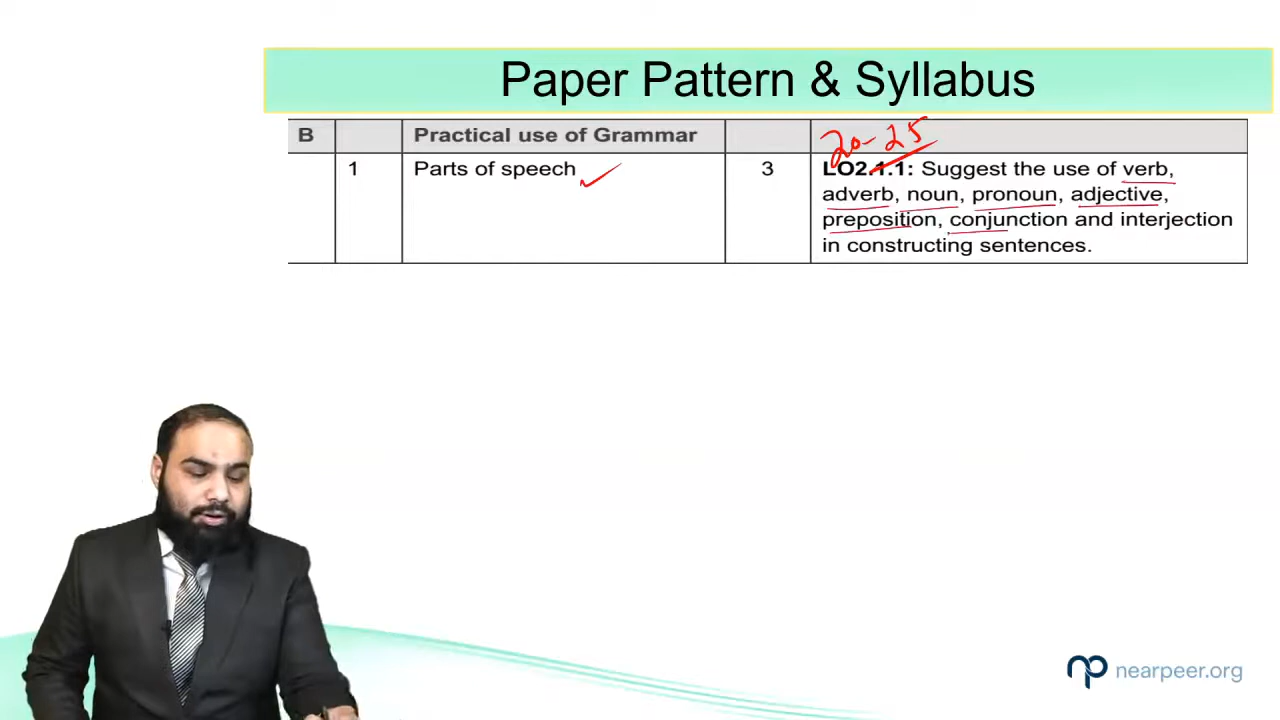 Paper Pattern & Syllabus
B Practical use of Grammar 20-25
1 Parts of speech 3 LO2.1.1: Suggest the use of verb,
adverb, noun, pronoun, adjective,
preposition, conjunction and interjection
in constructing sentences.
np nearpeer.org